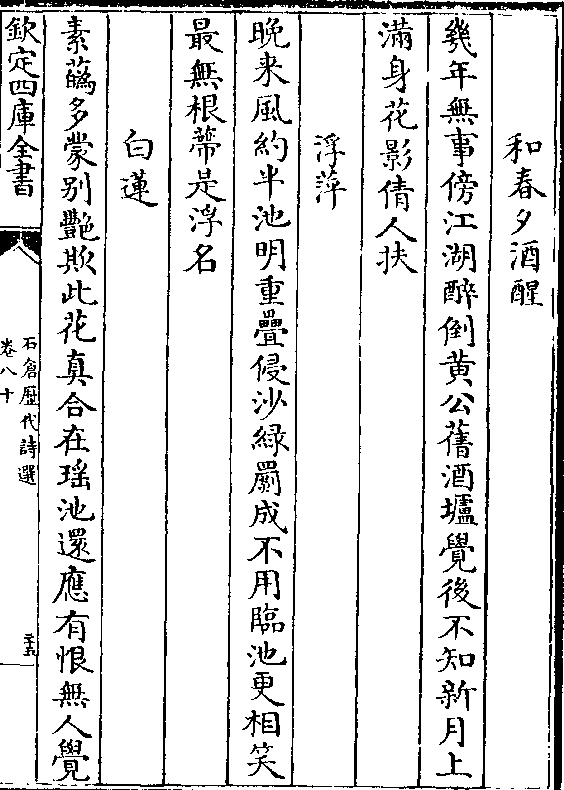 和春夕酒醒
幾年無事傍江湖醉倒黄公舊酒壚覺後不知新月上
滿身花影倩人扶
浮萍
晚来風約半池明重疊侵沙綠罽成不用臨池更相笑
最無根蔕是浮名
白蓮
素蘤多蒙别艷欺此花真合在瑶池還應有恨無人覺
欽定四庫全書
石倉歷代詩選
卷八十